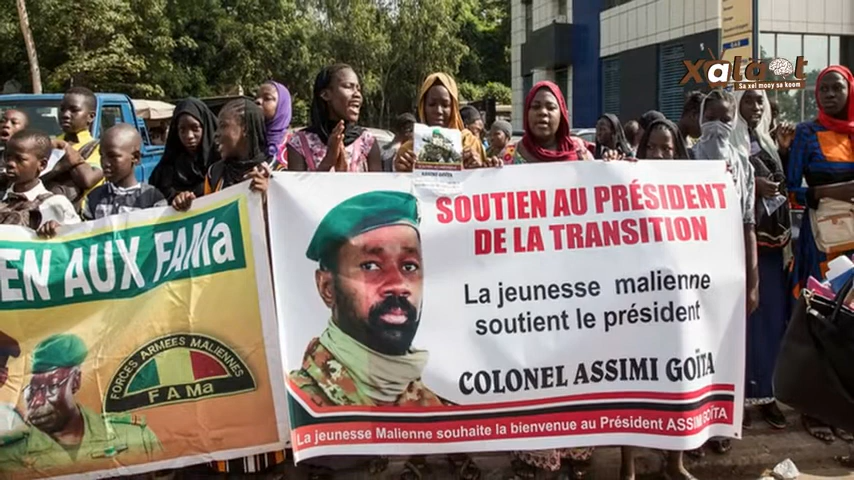 xalaat
Sa xel mooy sa koom
EN AUX FAMa
FORCES ARMEES MALIENNES
FAMa
SOUTIEN AU PRÉSIDENT
DE LA TRANSITION
La jeunesse malienne
soutient le président
COLONEL ASSIMI GOÏTA
La jeunesse Malienne souhaite la bienvenue au Président ASSIMI GOÏTA